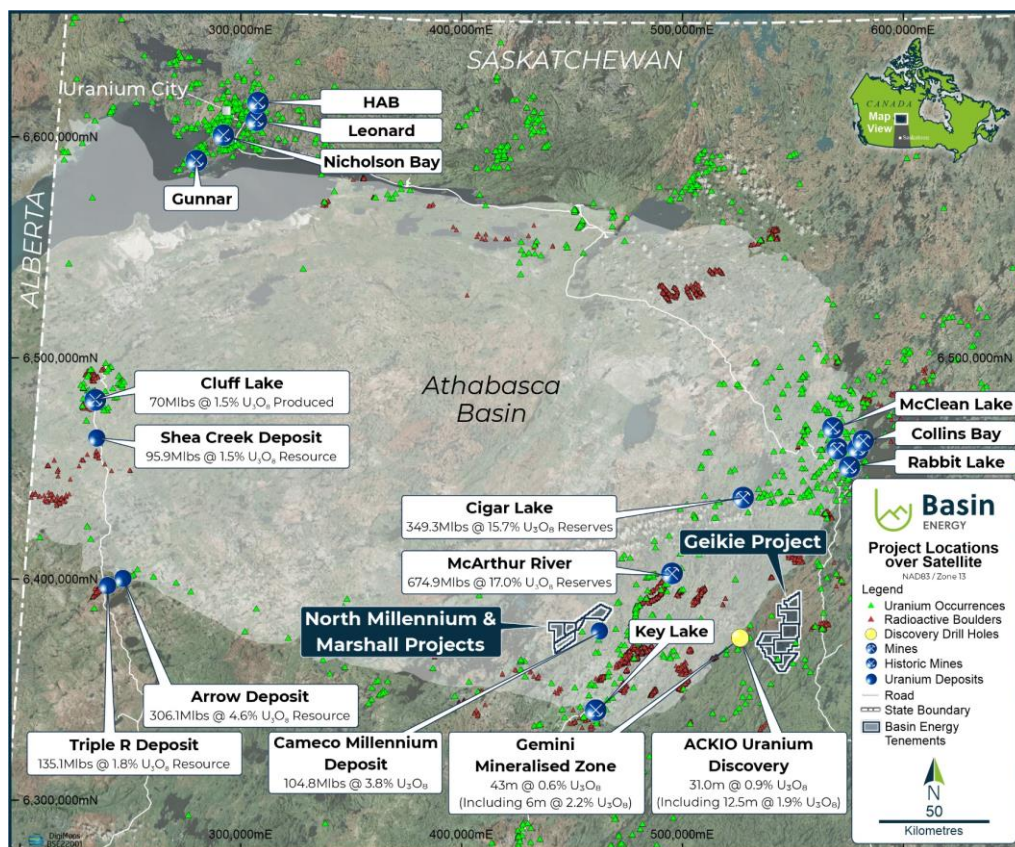 300,000mE
400,000mE
500,000mE
600,000mE
SASKATCHEWAN
CANADA
Map
View
Saskatoon
Uranium City
HAB
Leonard
Nicholson Bay
Gunnar
6,600,000mN
ALBERTA
6,500,000mN
6,500,000mN
Athabasca
Basin
Cluff Lake
70Mlbs @ 1.5% U₃O₈ Produced
Shea Creek Deposit
95.9Mlbs @ 1.5% U₃O₈ Resource
McClean Lake
Collins Bay
Rabbit Lake
Cigar Lake
349.3Mlbs @ 15.7% U₃O₈ Reserves
McArthur River
674.9Mlbs @ 17.0% U₃O₈ Reserves
Geikie Project
6,400,000mN
North Millennium &
Marshall Projects
Key Lake
Arrow Deposit
306.1Mlbs @ 4.6% U₃O₈ Resource
Triple R Deposit
135.1Mlbs @ 1.8% U₃O₈ Resource
Cameco Millennium
Deposit
104.8Mlbs @ 3.8% U₃O₈
Gemini
Mineralised Zone
43m @ 0.6% U₃O₈
(Including 6m @ 2.2% U₃O₈)
ACKIO Uranium
Discovery
31.0m @ 0.9% U₃O₈
(Including 12.5m @ 1.9% U₃O₈)
6,300,000mN
300,000mE
400,000mE
500,000mE
DigiMaps
BSE22001
Basin
ENERGY
Project Locations
over Satellite
NAD83 / Zone 13
Legend
Uranium Occurrences
Radioactive Boulders
Discovery Drill Holes
Mines
Historic Mines
Uranium Deposits
Road
State Boundary
Basin Energy
Tenements
N
50
Kilometres